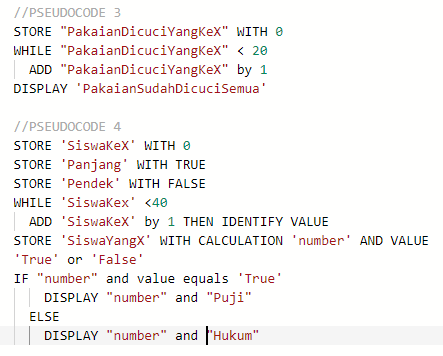 //PSEUDOCODE 3
STORE "PakaianDicuciYangKeX" WITH 0
WHILE "PakaianDicuciYangKeX" < 20
ADD "PakaianDicuciYangKeX" by 1
DISPLAY 'PakaianSudahDicuciSemua'
//PSEUDOCODE 4
STORE 'SiswaKeX' WITH 0
STORE 'Panjang' WITH TRUE
STORE 'Pendek' WITH FALSE
WHILE 'SiswaKex' <40
ADD 'SiswaKeX' by 1 THEN IDENTIFY VALUE
STORE 'SiswaYangX' WITH CALCULATION 'number' AND VALUE
'True' or 'False'
IF "number" and value equals 'True'
DISPLAY "number" and "Puji"
ELSE
DISPLAY "number" and "Hukum"